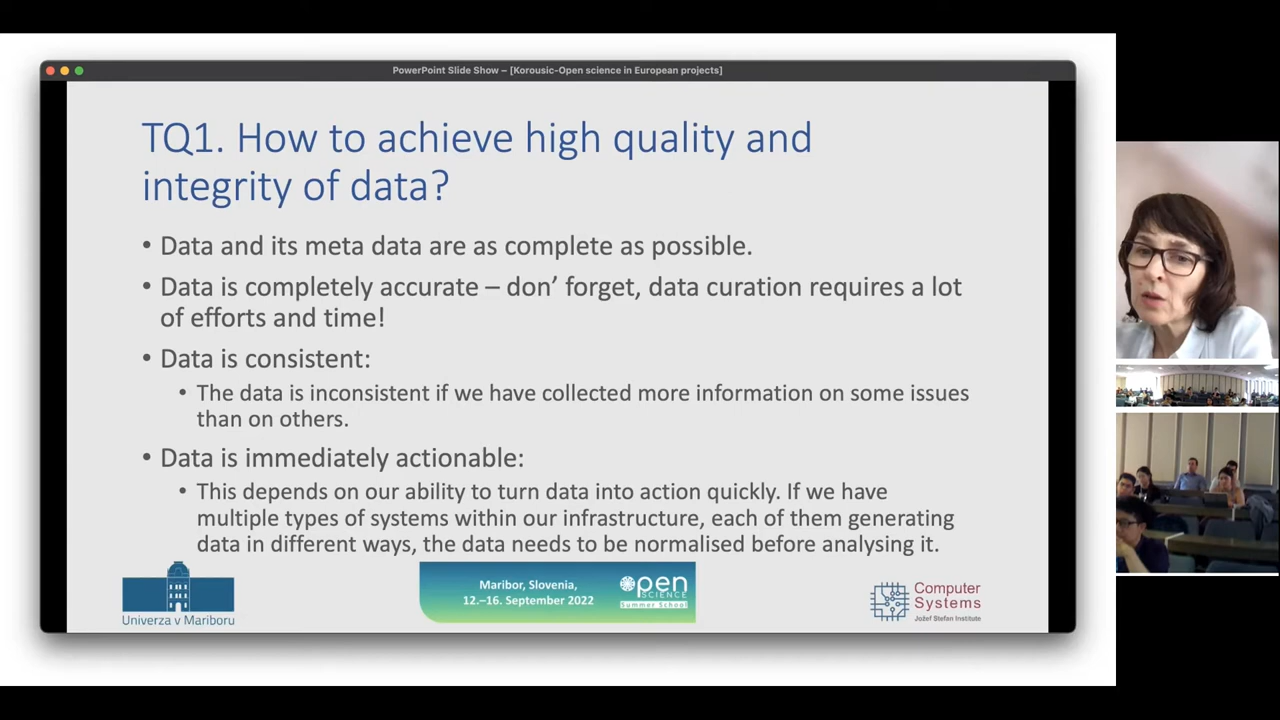 PowerPoint Slide Show – [Korousic-Open science in European projects]
TQ1. How to achieve high quality and
integrity of data?
• Data and its meta data are as complete as possible.
• Data is completely accurate – don’ forget, data curation requires a lot
of efforts and time!
• Data is consistent:
• The data is inconsistent if we have collected more information on some issues
than on others.
• Data is immediately actionable:
• This depends on our ability to turn data into action quickly. If we have
multiple types of systems within our infrastructure, each of them generating
data in different ways, the data needs to be normalised before analysing it.
Univerza v Mariboru
Maribor, Slovenia,
12.–16. September 2022
Open
SCIENCE
Summer School
Computer
Systems
Jožef Stefan Institute